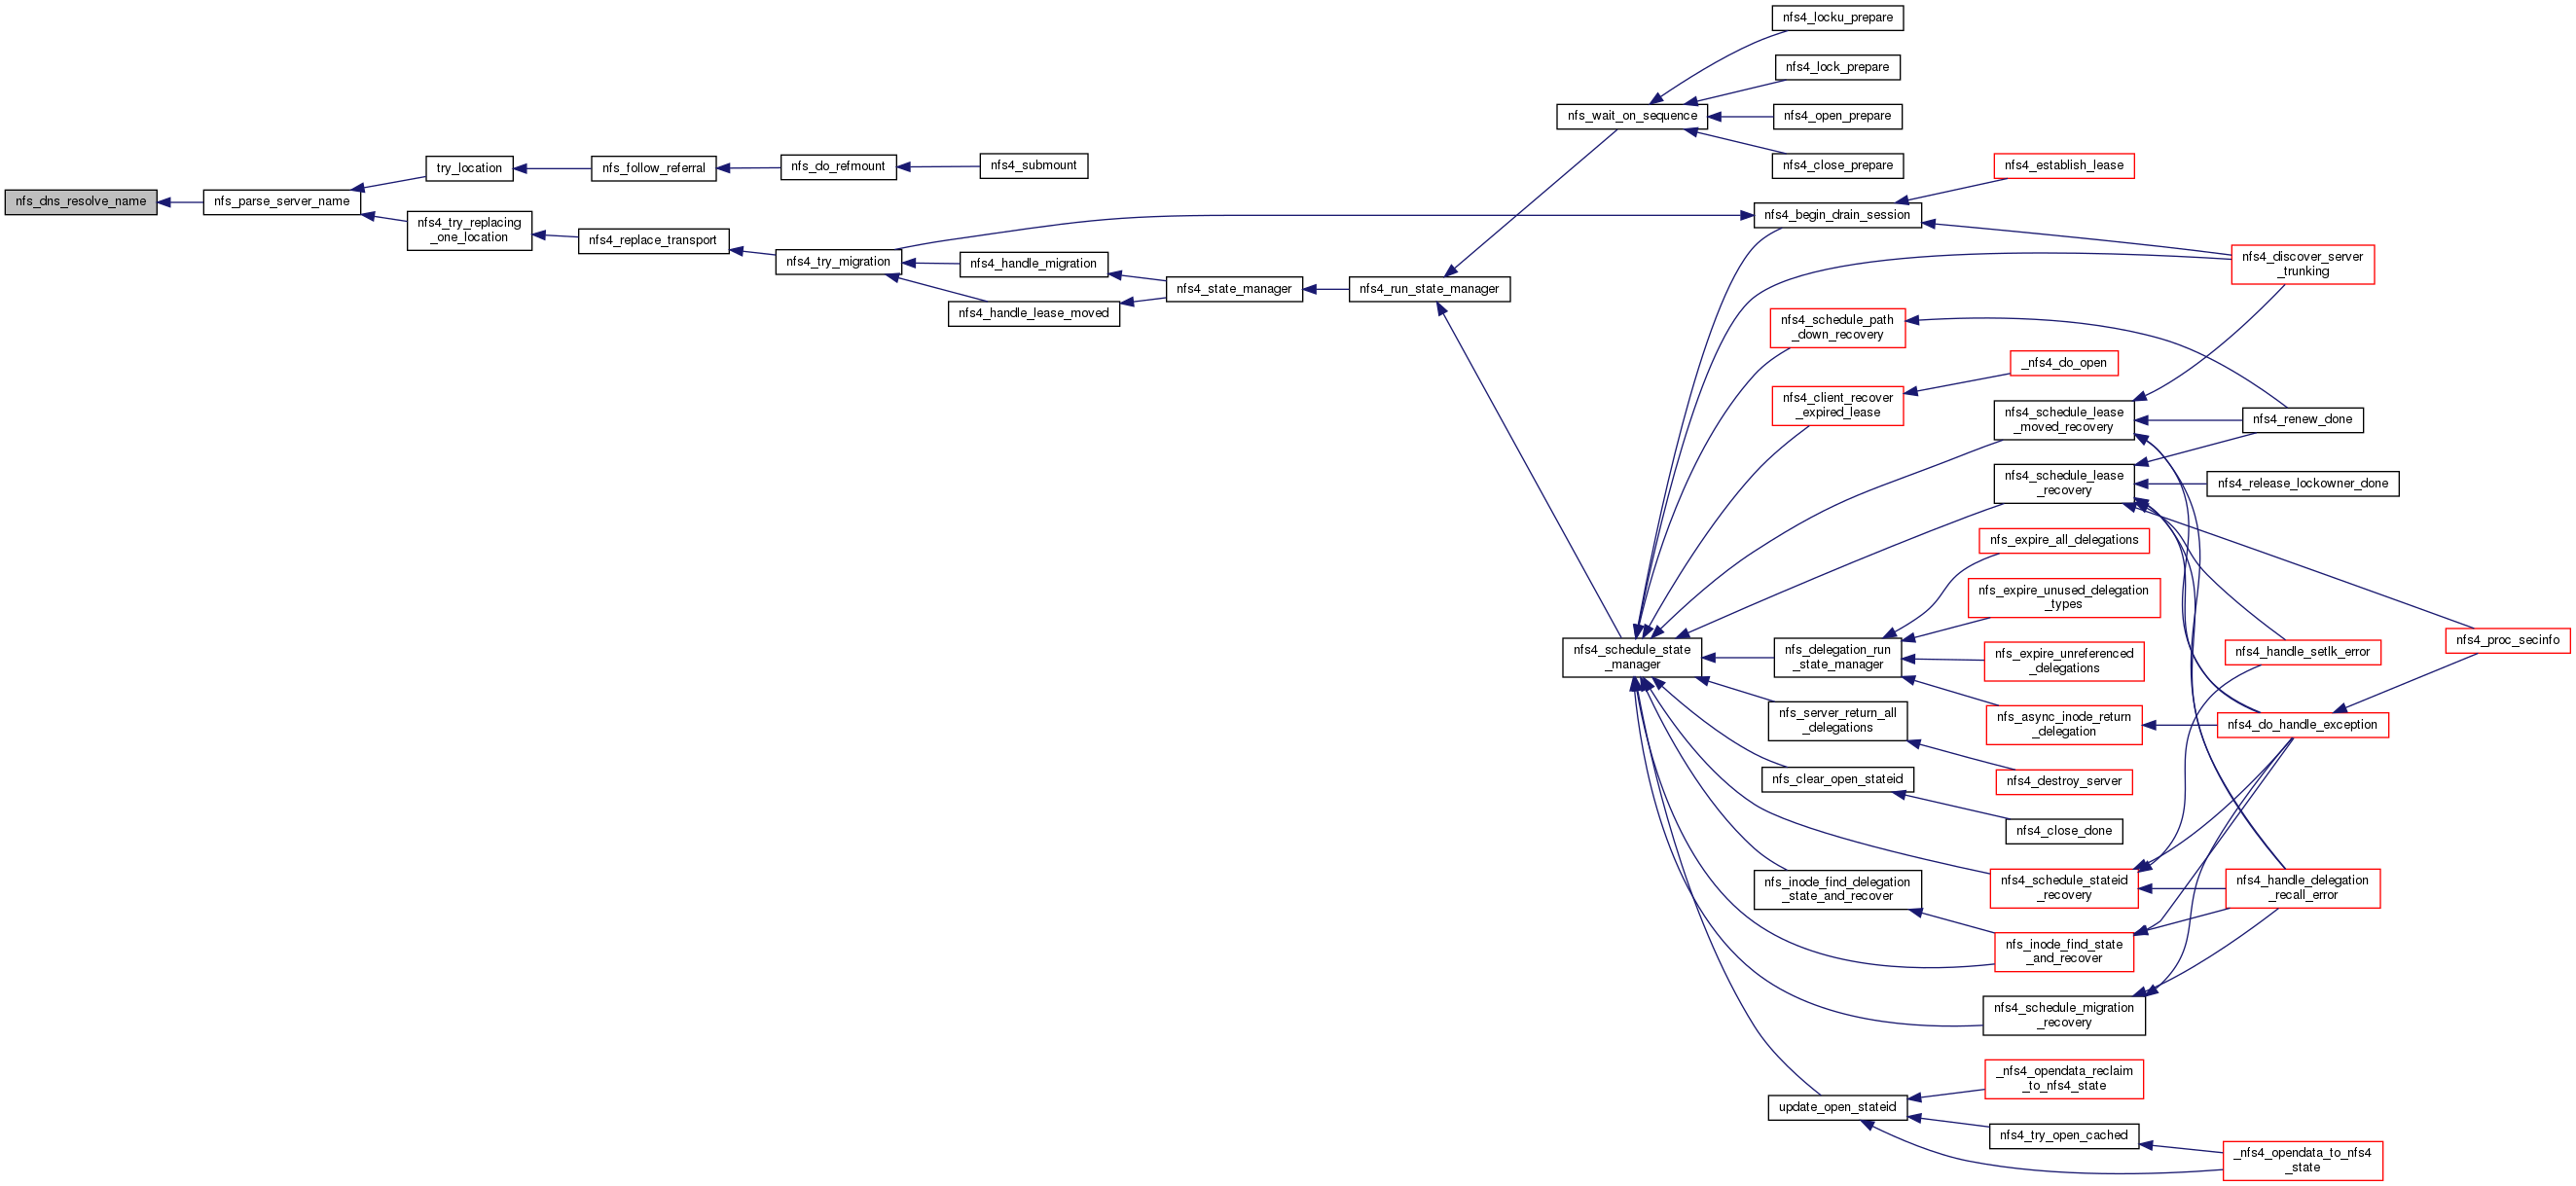 nfs_dns_resolve_name
nfs_parse_server_name
try_location
nfs4_try_replacing
_one_location
nfs_follow_referral
nfs4_replace_transport
nfs_do_refmount
nfs4_try_migration
nfs4_submount
nfs4_handle_migration
nfs4_handle_lease_moved
nfs4_state_manager
nfs4_run_state_manager
nfs_wait_on_sequence
nfs4_schedule_state
_manager
nfs4_locku_prepare
nfs4_lock_prepare
nfs4_open_prepare
nfs4_close_prepare
nfs4_begin_drain_session
nfs4_schedule_path
_down_recovery
nfs4_client_recover
_expired_lease
nfs_delegation_run
_state_manager
nfs_server_return_all
_delegations
nfs_clear_open_stateid
nfs_inode_find_delegation
_state_and_recover
update_open_stateid
nfs4_establish_lease
_nfs4_do_open
nfs4_schedule_lease
_moved_recovery
nfs4_schedule_lease
_recovery
nfs_expire_all_delegations
nfs_expire_unused_delegation
_types
nfs_expire_unreferenced
_delegations
nfs_async_inode_return
_delegation
nfs4_destroy_server
nfs4_close_done
nfs4_schedule_stateid
_recovery
nfs_inode_find_state
_and_recover
nfs4_schedule_migration
_recovery
_nfs4_opendata_reclaim
_to_nfs4_state
nfs4_try_open_cached
nfs4_discover_server
_trunking
nfs4_renew_done
nfs4_release_lockowner_done
nfs4_handle_setlk_error
nfs4_do_handle_exception
nfs4_handle_delegation
_recall_error
_nfs4_opendata_to_nfs4
_state
nfs4_proc_secinfo